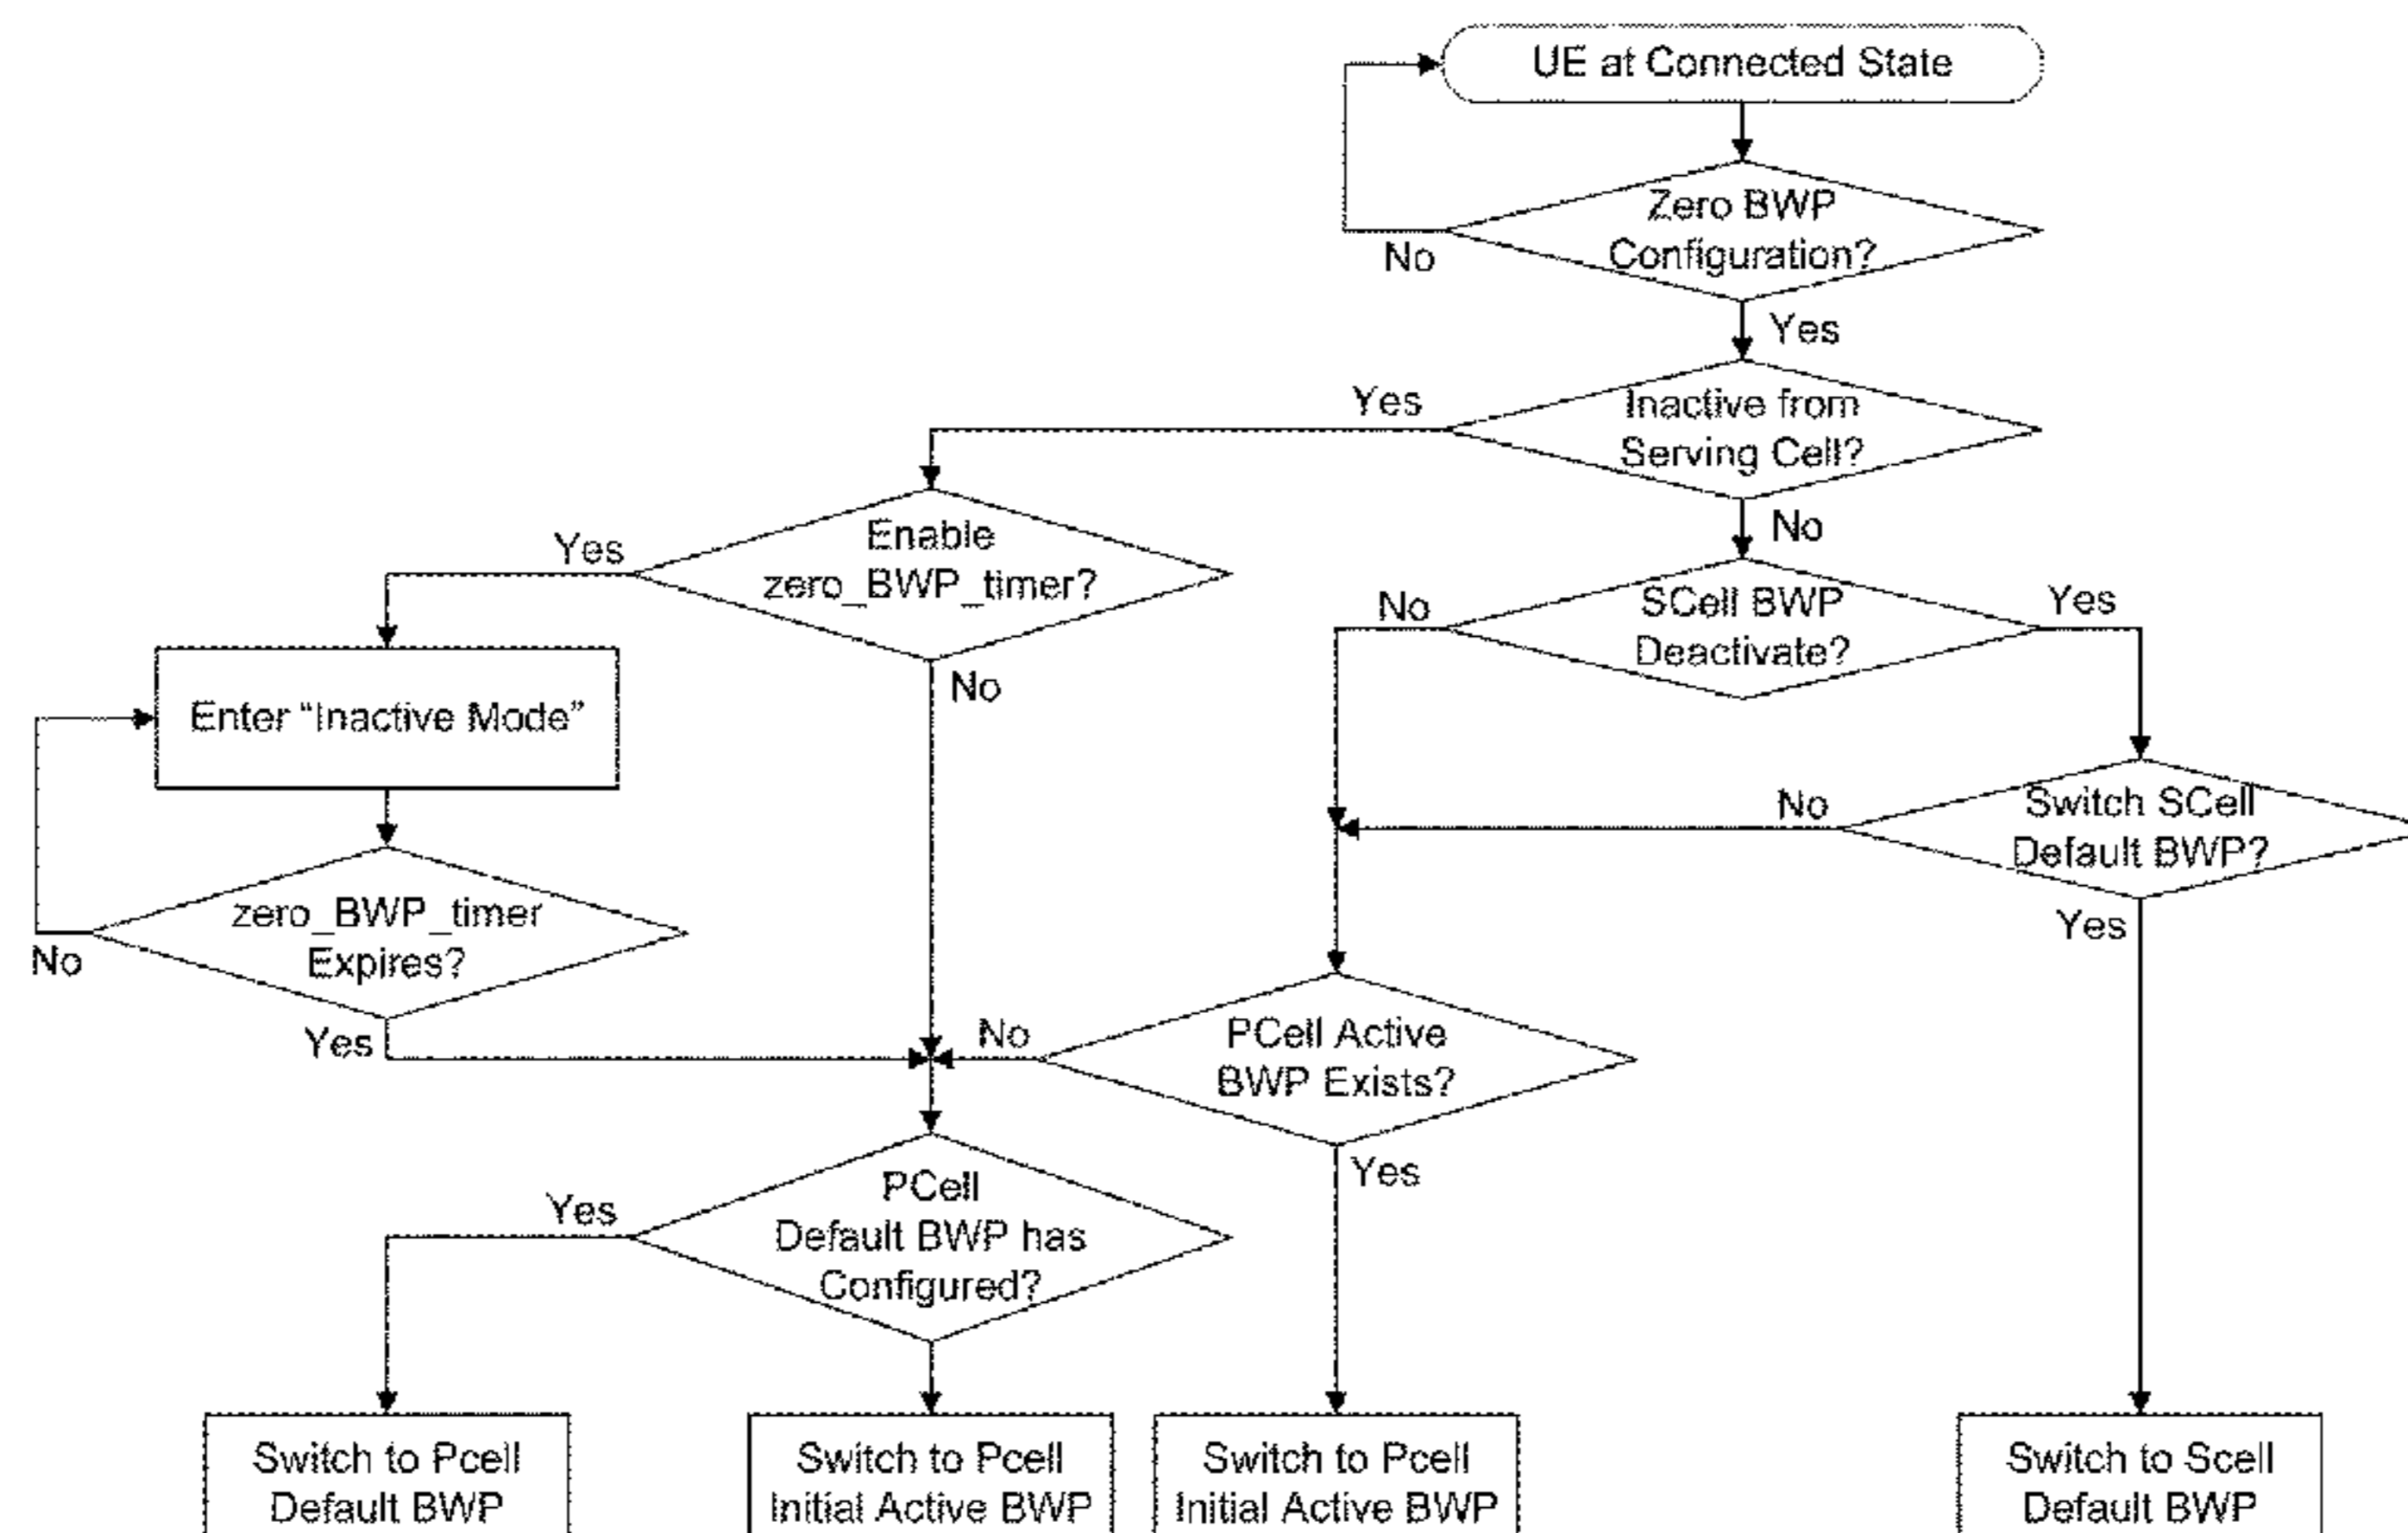 UE at Connected State
Zero BWP
Configuration?
No
Yes
Inactive from
Serving Cell?
Yes
No
Enable
zero_BWP_timer?
Yes
No
SCell BWP
Deactivate?
No
Yes
Enter “Inactive Mode”
Switch SCell
Default BWP?
No
Yes
zero_BWP_timer
Expires?
No
Yes
PCell Active
BWP Exists?
No
Yes
PCell
Default BWP has
Configured?
Yes
Switch to Pcell
Default BWP
Switch to Pcell
Initial Active BWP
Switch to Pcell
Initial Active BWP
Switch to Scell
Default BWP